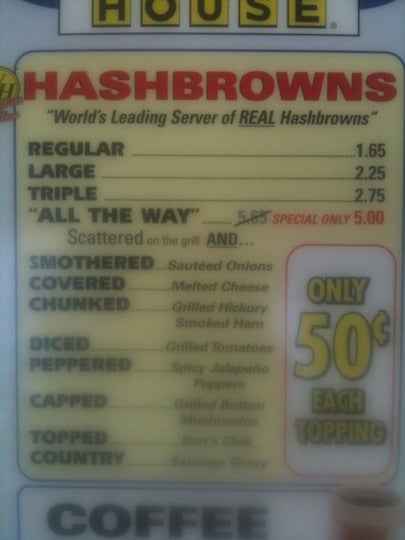 HOUSE
HASHBROWNS
"World's Leading Server of REAL Hashbrowns"
REGULAR 1.65
LARGE 2.25
TRIPLE 2.75
"ALL THE WAY" 5.65 SPECIAL ONLY 5.00
Scattered on the grill AND...
SMOTHERED Sautéed Onions
COVERED Melted Cheese
CHUNKED Grilled Hickory
Smoked Ham
DICED Grilled Tomatoes
PEPPERED Spicy Jalapeño
Peppers
CAPPED Grilled Button
Mushrooms
TOPPED Bert's Chili
COUNTRY Sausage Gravy
ONLY
50¢
EACH
TOPPING
COFFEE